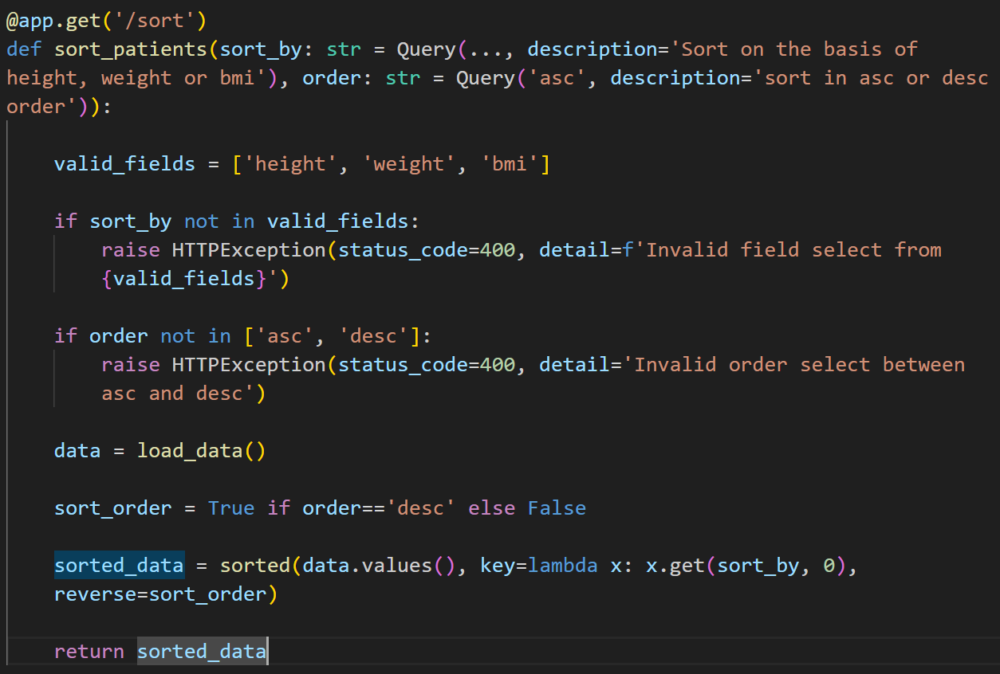 @app.get('/sort')
def sort_patients(sort_by: str = Query(..., description='Sort on the basis of
height, weight or bmi'), order: str = Query('asc', description='sort in asc or desc
order')):
valid_fields = ['height', 'weight', 'bmi']
if sort_by not in valid_fields:
raise HTTPException(status_code=400, detail=f'Invalid field select from
{valid_fields}')
if order not in ['asc', 'desc']:
raise HTTPException(status_code=400, detail='Invalid order select between
asc and desc')
data = load_data()
sort_order = True if order=='desc' else False
sorted_data = sorted(data.values(), key=lambda x: x.get(sort_by, 0),
reverse=sort_order)
return sorted_data